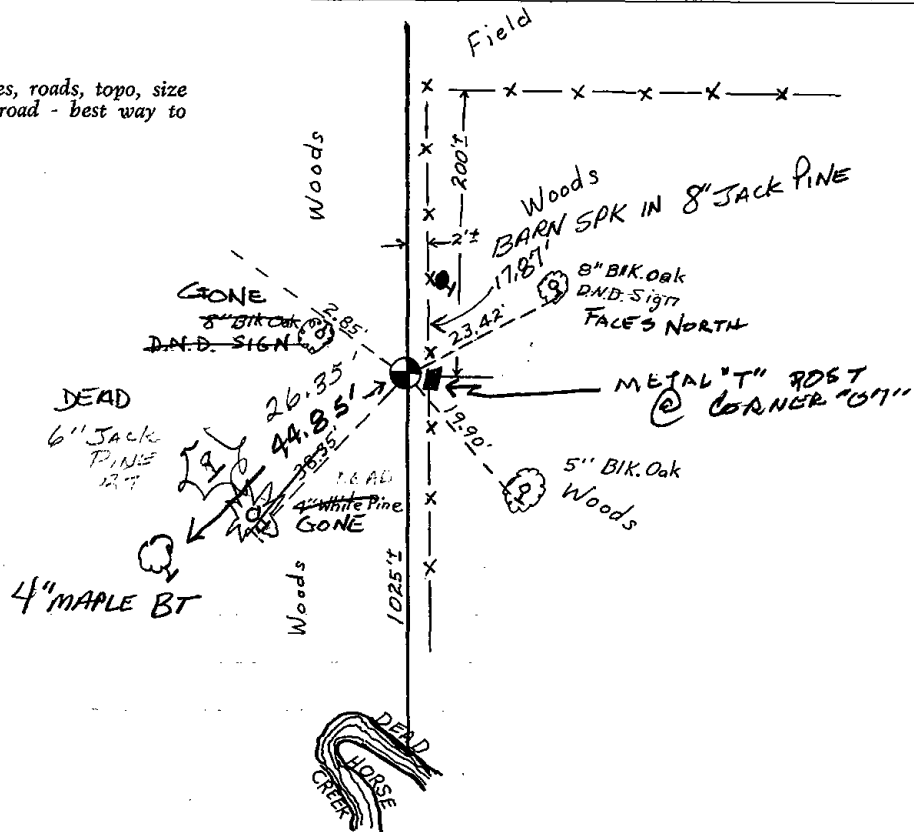 Field
es, roads, topo, size
road - best way to
Woods
200'±
Woods
BARN SPK IN 8" JACK PINE
2'±
17.87'
8" Blk. Oak
D.N.D. Sign
FACES NORTH
23.42'
GONE
8" Blk Oak
D.N.D. SIGN
2.85'
METAL "T" POST
@ CORNER "07"
DEAD
6" JACK
PINE
BT
26.35'
44.85'
38.35'
19.90'
DEAD
4" White Pine
GONE
5" Blk. Oak
Woods
4" MAPLE BT
Woods
1025'±
DEAD
HORSE
CREEK